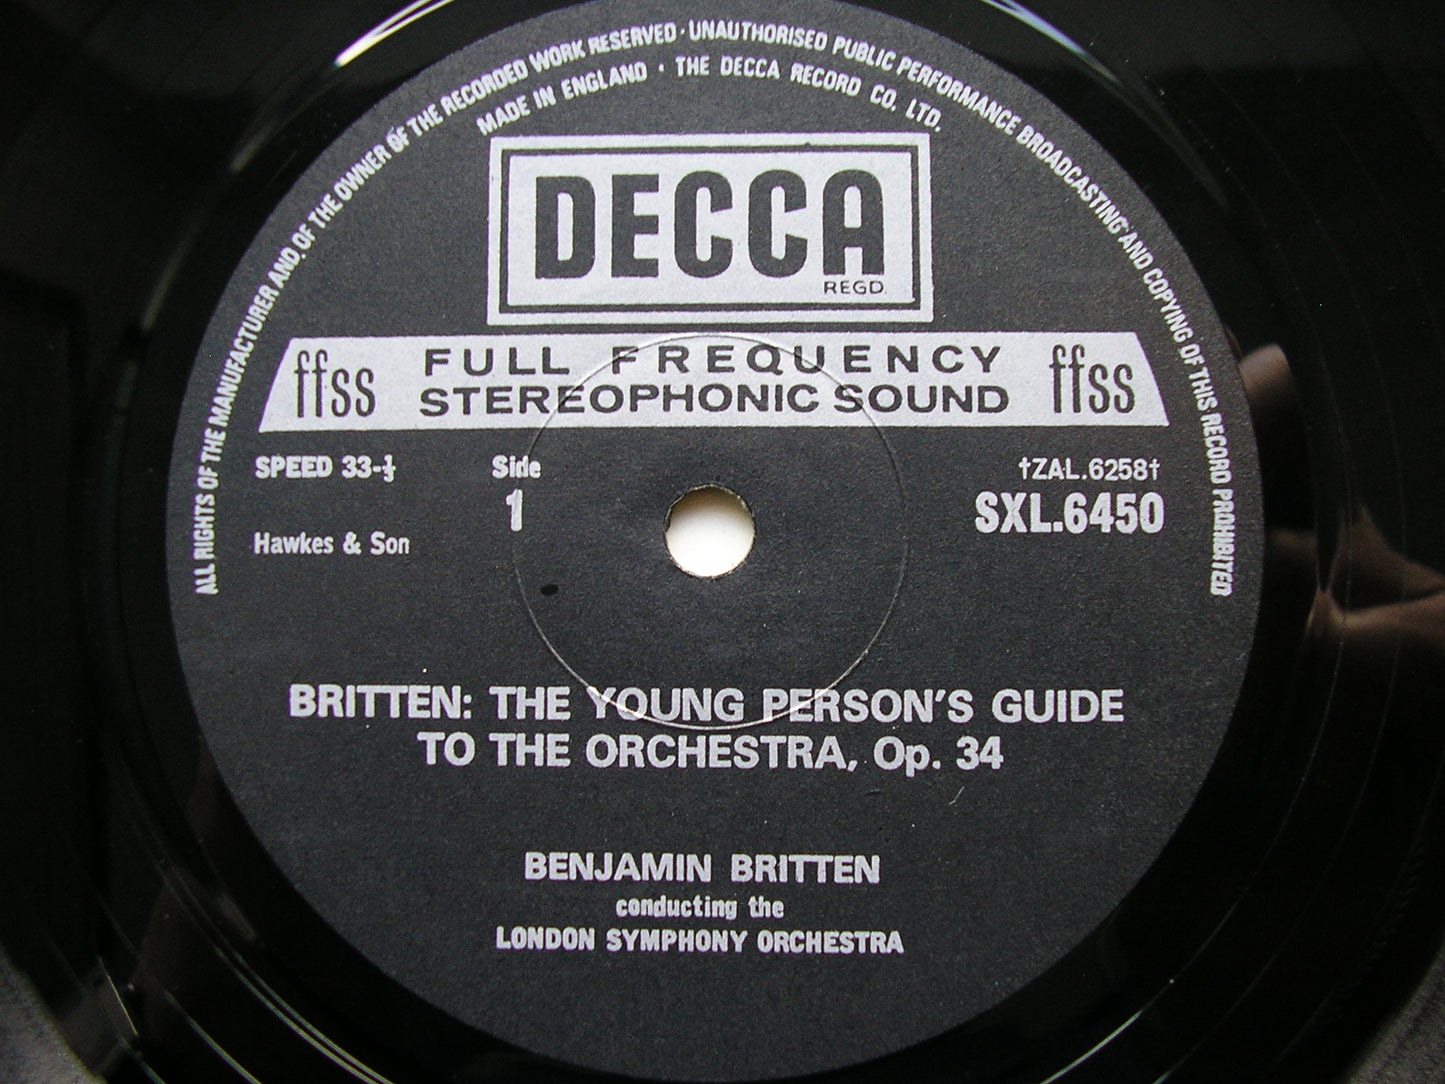 ALL RIGHTS OF THE MANUFACTURER AND OF THE OWNER OF THE RECORDED WORK RESERVED · UNAUTHORISED PUBLIC PERFORMANCE BROADCASTING AND COPYING OF THIS RECORD PROHIBITED
MADE IN ENGLAND · THE DECCA RECORD CO. LTD.
DECCA
REGD.
ffss FULL FREQUENCY ffss
STEREOPHONIC SOUND
SPEED 33-⅓ Side †ZAL.6258†
1 SXL.6450
Hawkes & Son
BRITTEN: THE YOUNG PERSON'S GUIDE
TO THE ORCHESTRA, Op. 34
BENJAMIN BRITTEN
conducting the
LONDON SYMPHONY ORCHESTRA